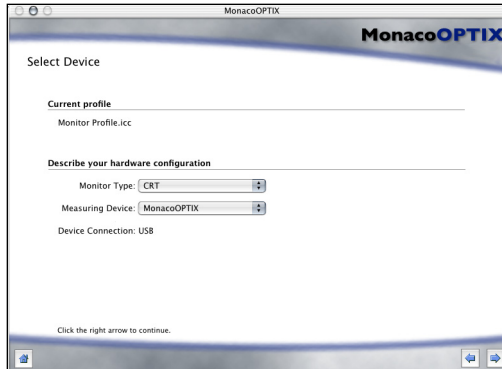 MonacoOPTIX
MonacoOPTIX
Select Device
Current profile
Monitor Profile.icc
Describe your hardware configuration
Monitor Type: CRT
Measuring Device: MonacoOPTIX
Device Connection: USB
Click the right arrow to continue.